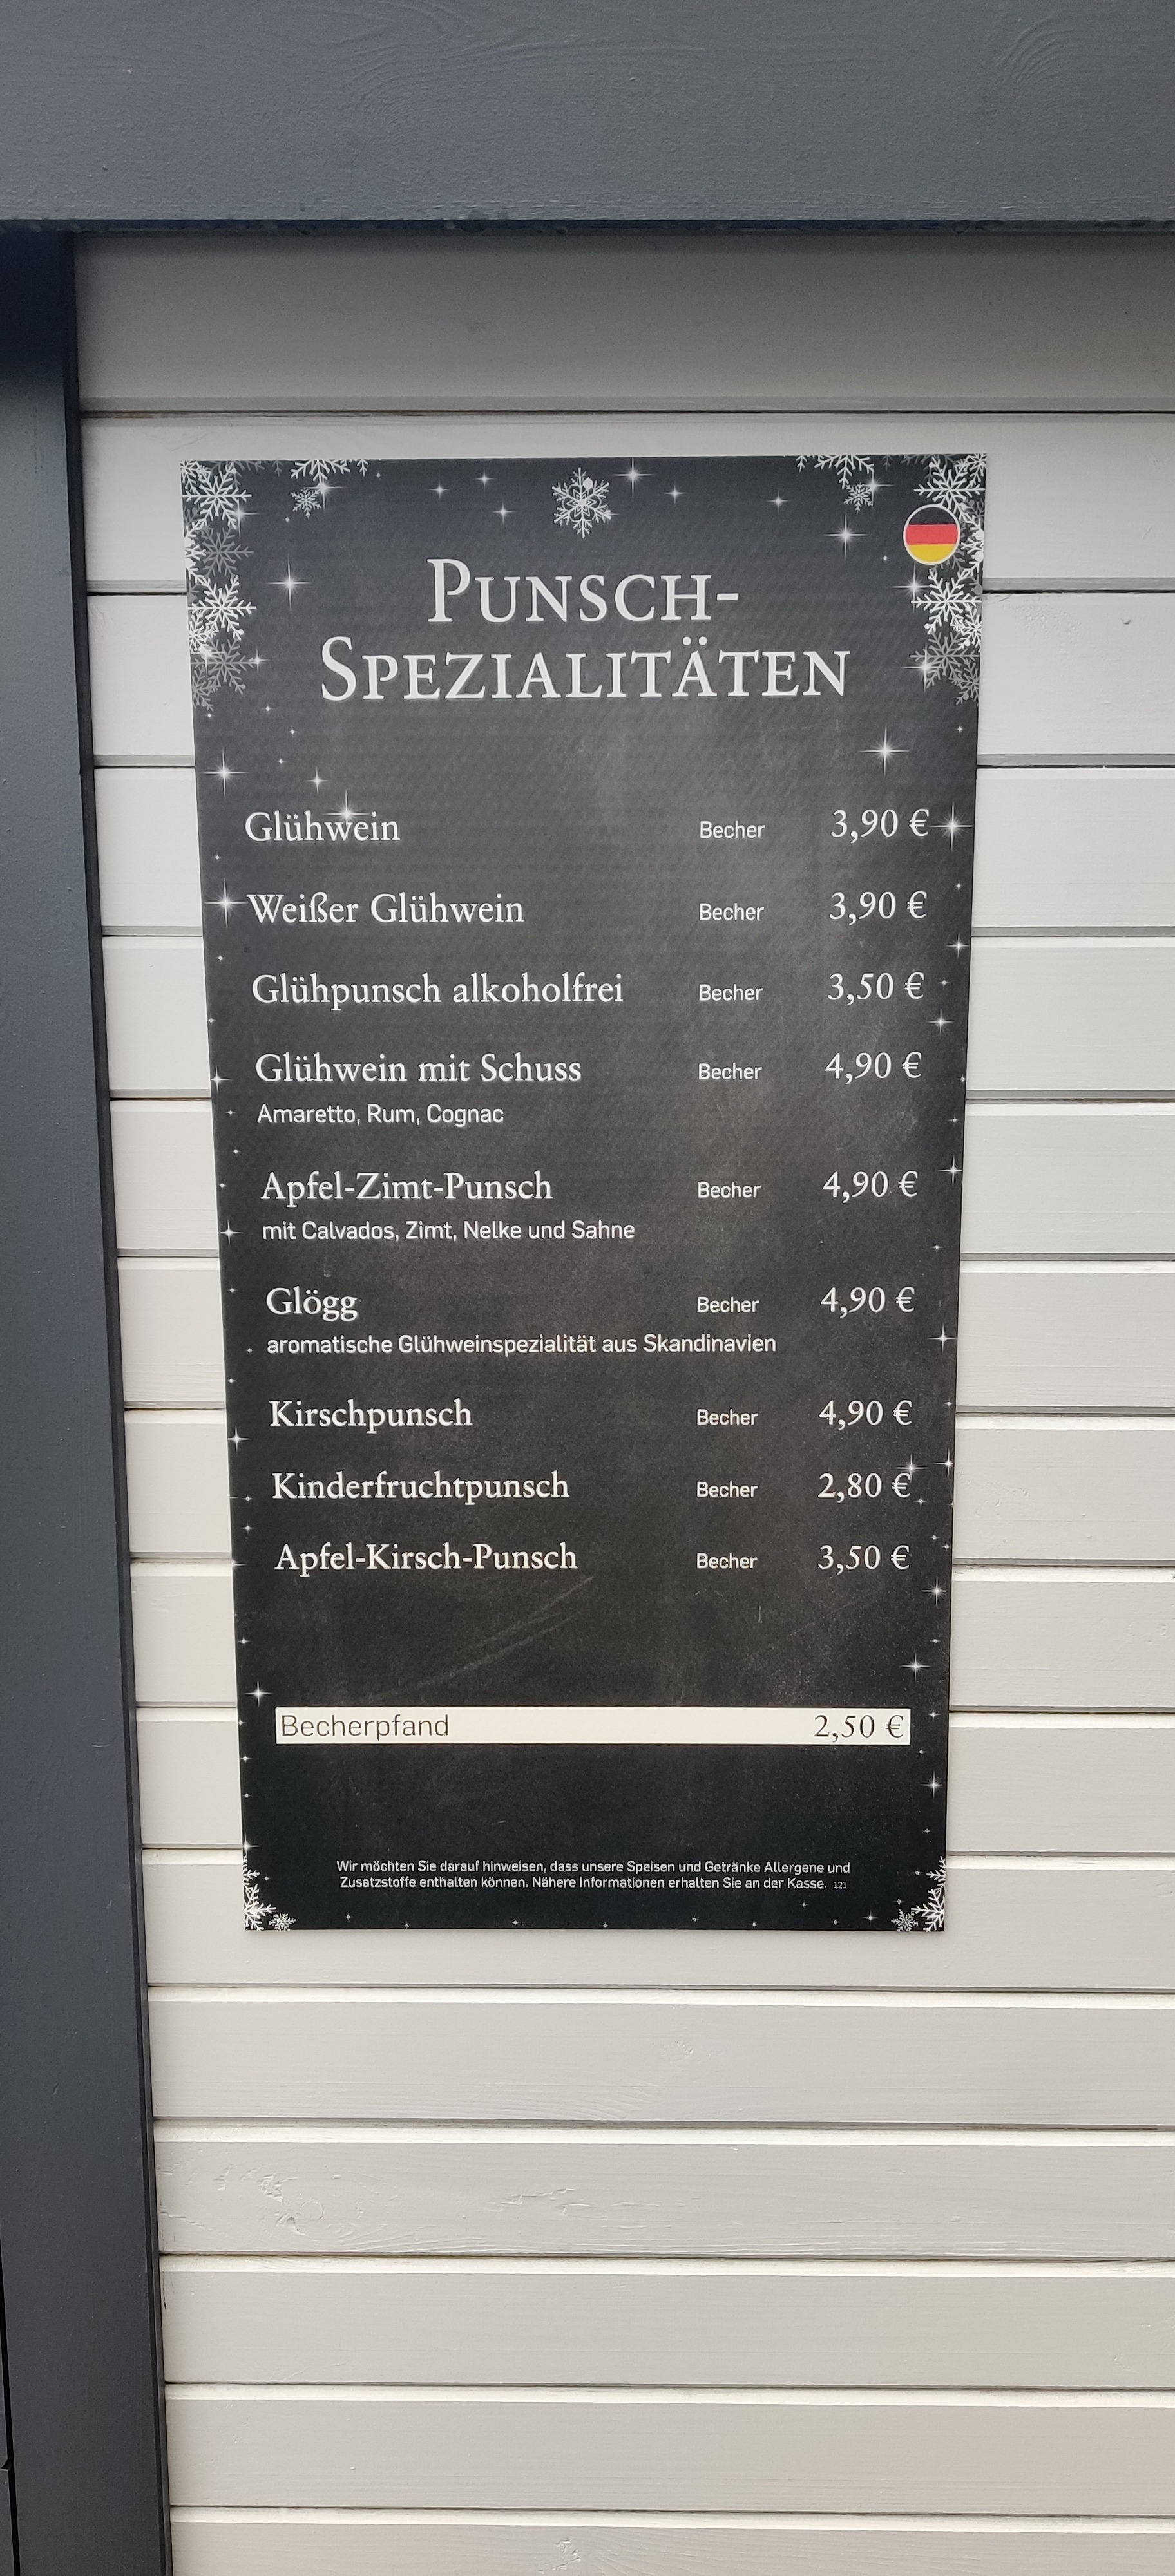 PUNSCH-
SPEZIALITÄTEN
Glühwein Becher 3,90 €
Weißer Glühwein Becher 3,90 €
Glühpunsch alkoholfrei Becher 3,50 €
Glühwein mit Schuss Becher 4,90 €
Amaretto, Rum, Cognac
Apfel-Zimt-Punsch Becher 4,90 €
mit Calvados, Zimt, Nelke und Sahne
Glögg Becher 4,90 €
aromatische Glühweinspezialität aus Skandinavien
Kirschpunsch Becher 4,90 €
Kinderfruchtpunsch Becher 2,80 €
Apfel-Kirsch-Punsch Becher 3,50 €
Becherpfand 2,50 €
Wir möchten Sie darauf hinweisen, dass unsere Speisen und Getränke Allergene und
Zusatzstoffe enthalten können. Nähere Informationen erhalten Sie an der Kasse. 121